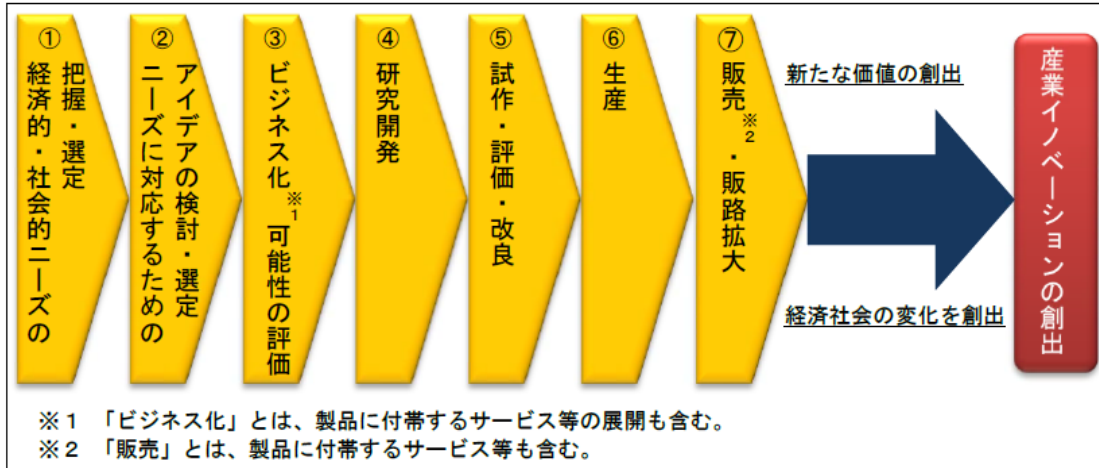 ①
経済的・社会的ニーズの
把握・選定
②
ニーズに対応するための
アイデアの検討・選定
③
ビジネス化※1可能性の評価
④
研究開発
⑤
試作・評価・改良
⑥
生産
⑦
販売※2・販路拡大
新たな価値の創出
経済社会の変化を創出
産業イノベーションの創出
※1 「ビジネス化」とは、製品に付帯するサービス等の展開も含む。
※2 「販売」とは、製品に付帯するサービス等も含む。